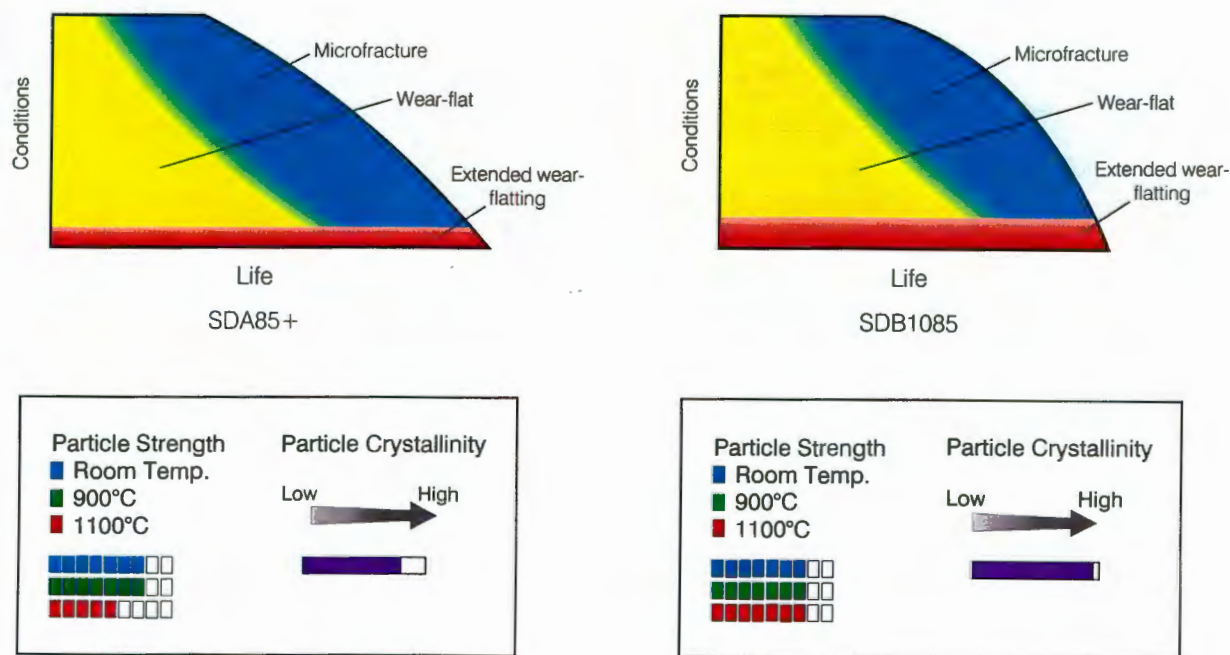 Conditions
Microfracture
Wear-flat
Extended wear-
flatting
Life
SDA85+
Conditions
Microfracture
Wear-flat
Extended wear-
flatting
Life
SDB1085
Particle Strength
Room Temp.
900°C
1100°C
Particle Crystallinity
Low High
Particle Strength
Room Temp.
900°C
1100°C
Particle Crystallinity
Low High